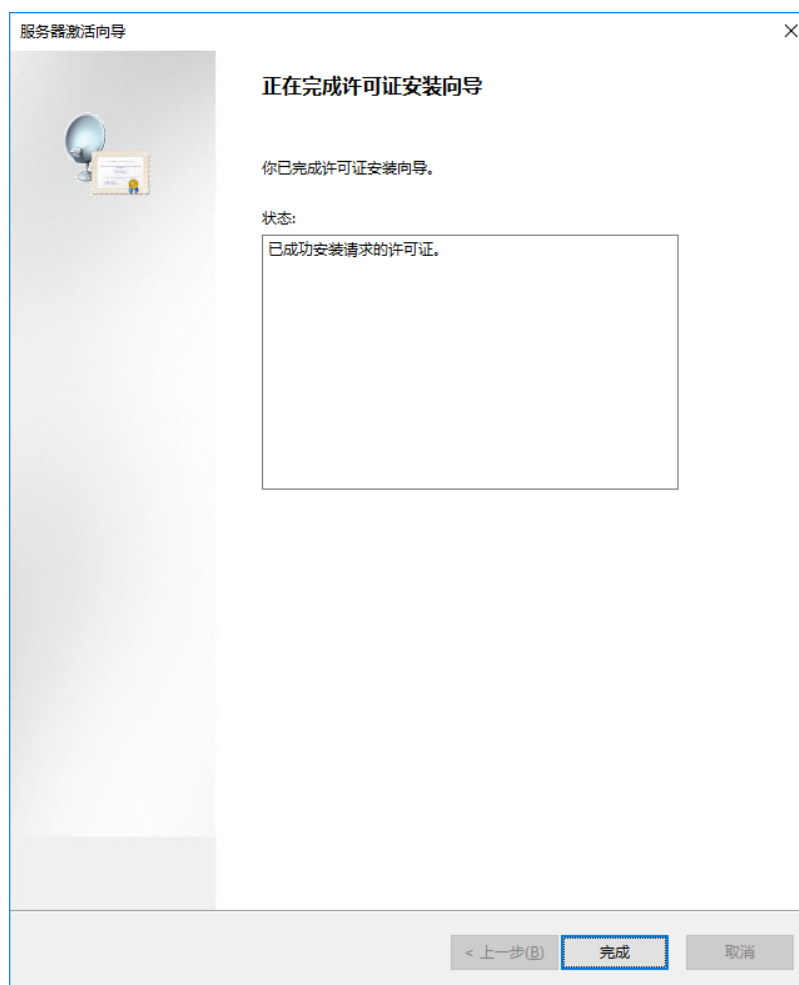 服务器激活向导
正在完成许可证安装向导
你已完成许可证安装向导。
状态:
已成功安装请求的许可证。
< 上一步(B)
完成
取消